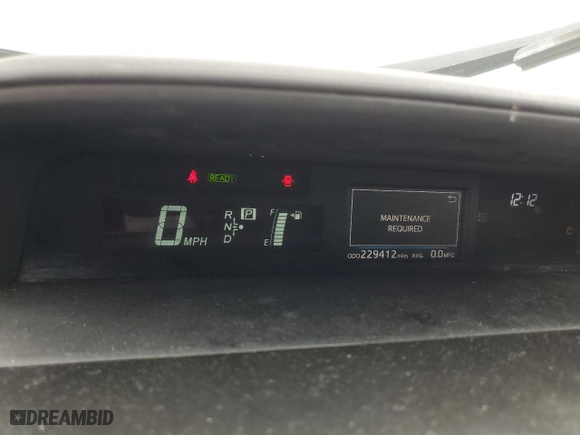 READY
12:12
0 MPH
R
N
D
P
F
E
MAINTENANCE
REQUIRED
ODO 229412 miles AVG. 0.0 MPG
DREAMBID